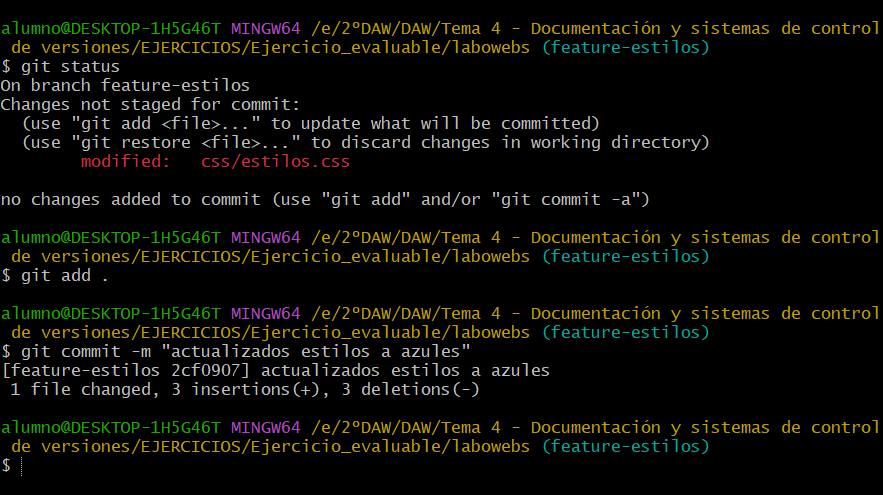 alumno@DESKTOP-1H5G46T MINGW64 /e/2ºDAW/DAW/Tema 4 - Documentación y sistemas de control
 de versiones/EJERCICIOS/Ejercicio_evaluable/labowebs (feature-estilos)
$ git status
On branch feature-estilos
Changes not staged for commit:
  (use "git add <file>..." to update what will be committed)
  (use "git restore <file>..." to discard changes in working directory)
        modified:   css/estilos.css

no changes added to commit (use "git add" and/or "git commit -a")

alumno@DESKTOP-1H5G46T MINGW64 /e/2ºDAW/DAW/Tema 4 - Documentación y sistemas de control
 de versiones/EJERCICIOS/Ejercicio_evaluable/labowebs (feature-estilos)
$ git add .

alumno@DESKTOP-1H5G46T MINGW64 /e/2ºDAW/DAW/Tema 4 - Documentación y sistemas de control
 de versiones/EJERCICIOS/Ejercicio_evaluable/labowebs (feature-estilos)
$ git commit -m "actualizados estilos a azules"
[feature-estilos 2cf0907] actualizados estilos a azules
 1 file changed, 3 insertions(+), 3 deletions(-)

alumno@DESKTOP-1H5G46T MINGW64 /e/2ºDAW/DAW/Tema 4 - Documentación y sistemas de control
 de versiones/EJERCICIOS/Ejercicio_evaluable/labowebs (feature-estilos)
$